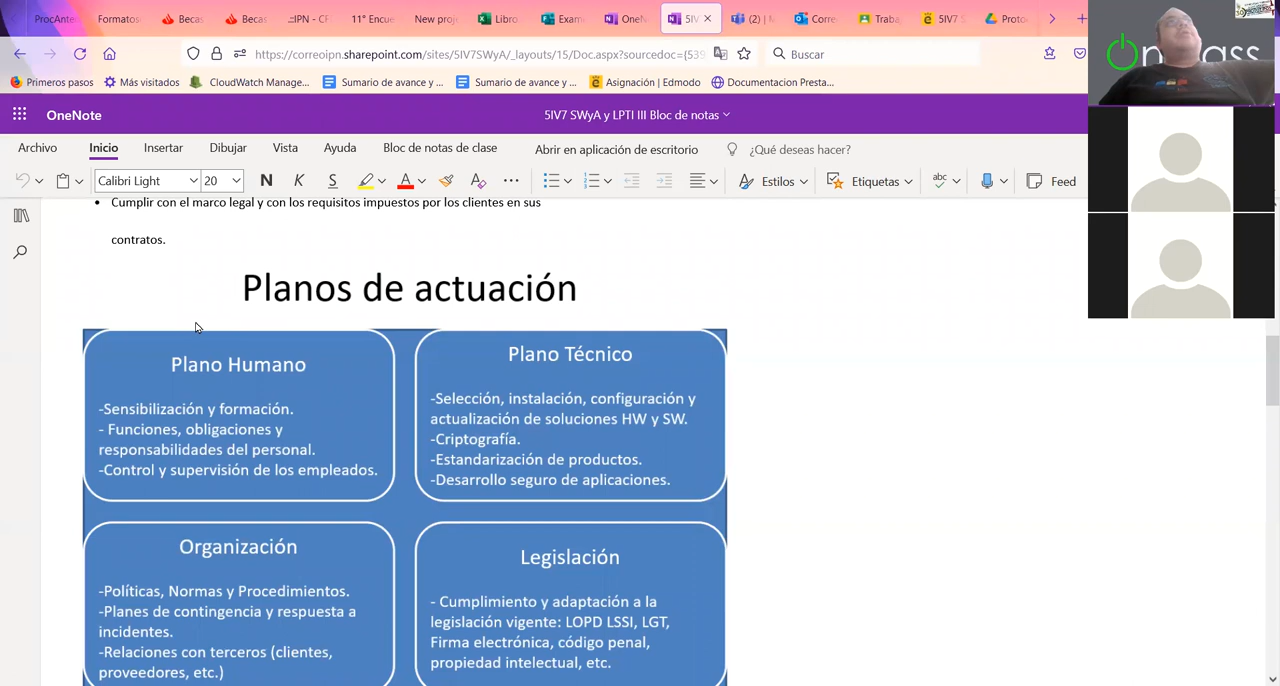 ProcAnte
Formatos
Becas
Becas
::IPN - CF
11° Encue
New proj
Libro
Exame
OneNo
5IV
(2) | M
Corre
Traba
5IV7 S
Proto
https://correoipn.sharepoint.com/sites/5IV7SWyA/_layouts/15/Doc.aspx?sourcedoc={539
Buscar
Primeros pasos
Más visitados
CloudWatch Manage...
Sumario de avance y ...
Sumario de avance y ...
Asignación | Edmodo
Documentacion Presta...
OneNote
5IV7 SWyA y LPTI III Bloc de notas
Archivo
Inicio
Insertar
Dibujar
Vista
Ayuda
Bloc de notas de clase
Abrir en aplicación de escritorio
¿Qué deseas hacer?
Calibri Light
20
N
K
S
A
Estilos
Etiquetas
abc
Feed
• Cumplir con el marco legal y con los requisitos impuestos por los clientes en sus
contratos.
Planos de actuación
Plano Humano
-Sensibilización y formación.
- Funciones, obligaciones y
responsabilidades del personal.
-Control y supervisión de los empleados.
Plano Técnico
-Selección, instalación, configuración y
actualización de soluciones HW y SW.
-Criptografía.
-Estandarización de productos.
-Desarrollo seguro de aplicaciones.
Organización
-Políticas, Normas y Procedimientos.
-Planes de contingencia y respuesta a
incidentes.
-Relaciones con terceros (clientes,
proveedores, etc.)
Legislación
- Cumplimiento y adaptación a la
legislación vigente: LOPD LSSI, LGT,
Firma electrónica, código penal,
propiedad intelectual, etc.